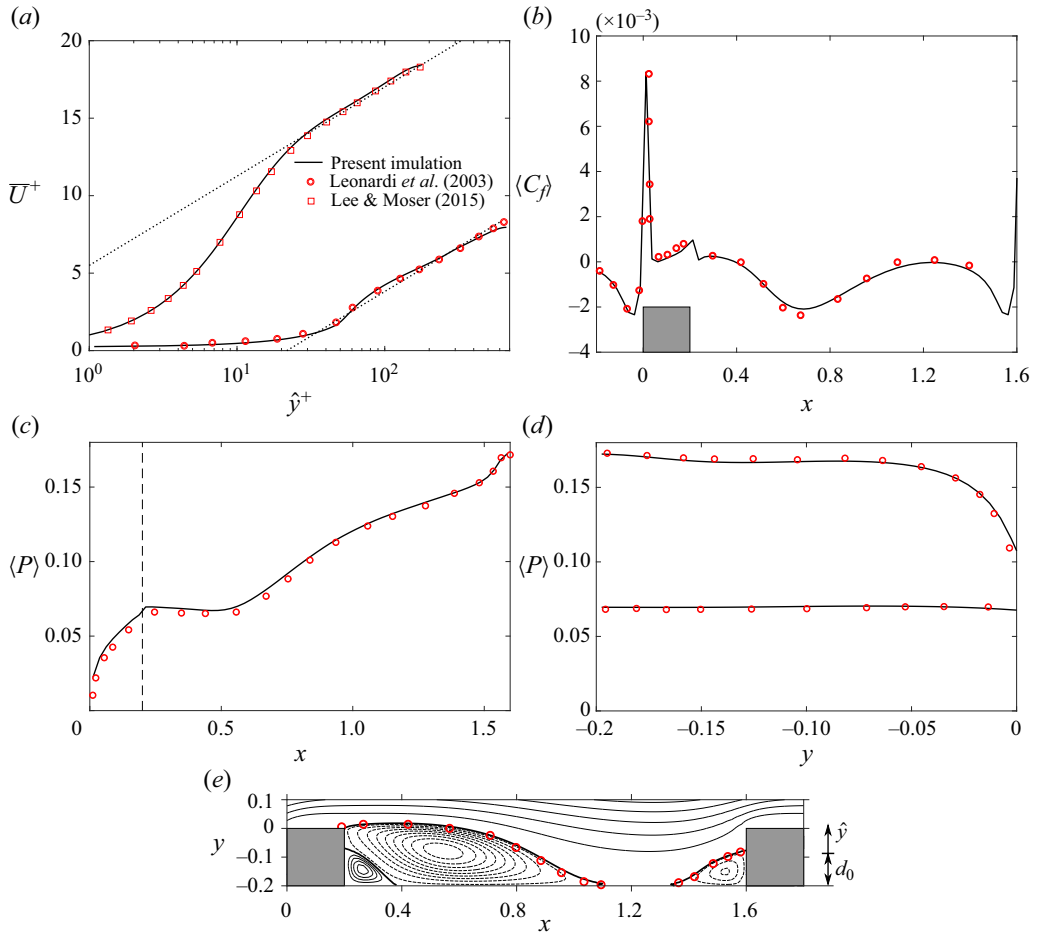 (a)
20
15
10
5
0
U̅⁺
10⁰
10¹
10²
ŷ⁺
Present imulation
Leonardi et al. (2003)
Lee & Moser (2015)
(b)
(×10⁻³)
10
8
6
4
2
0
−2
−4
⟨C_f⟩
0
0.4
0.8
1.2
1.6
x
(c)
0.15
0.10
0.05
⟨P⟩
0
0.5
1.0
1.5
x
(d)
0.15
0.10
0.05
0
⟨P⟩
−0.2
−0.15
−0.10
−0.05
0
y
(e)
0.1
0
−0.1
−0.2
y
0
0.4
0.8
1.2
1.6
x
ŷ
d₀